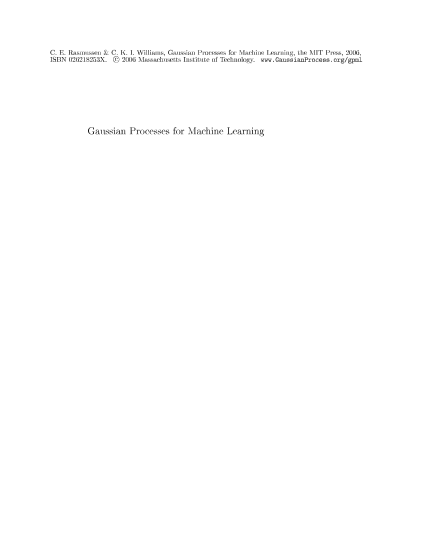 C. E. Rasmussen & C. K. I. Williams, Gaussian Processes for Machine Learning, the MIT Press, 2006,
ISBN 026218253X. © 2006 Massachusetts Institute of Technology. www.GaussianProcess.org/gpml
Gaussian Processes for Machine Learning